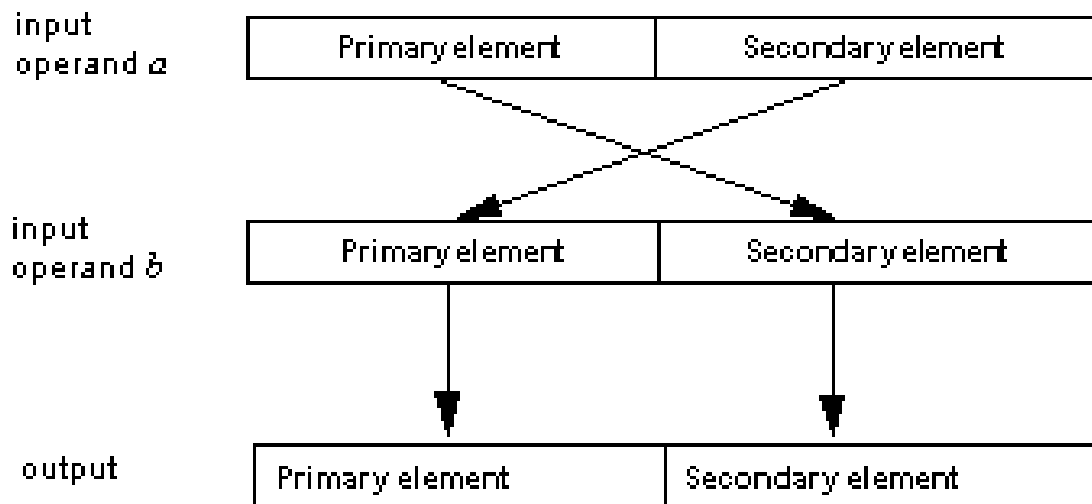 input
operand a
Primary element
Secondary element
input
operand b
Primary element
Secondary element
output
Primary element
Secondary element